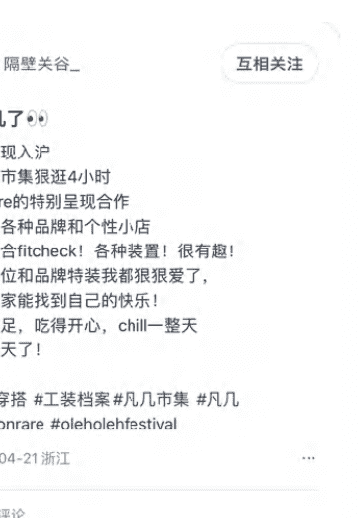 隔壁关谷_
互相关注
几了👀
现入沪
市集狠逛4小时
re的特别呈现合作
各种品牌和个性小店
合fitcheck！各种装置！很有趣！
位和品牌特装我都狠狠爱了，
家能找到自己的快乐！
足，吃得开心，chill一整天
天了！
穿搭 #工装档案#凡几市集 #凡几
onrare #oleholehfestival
04-21浙江
评论